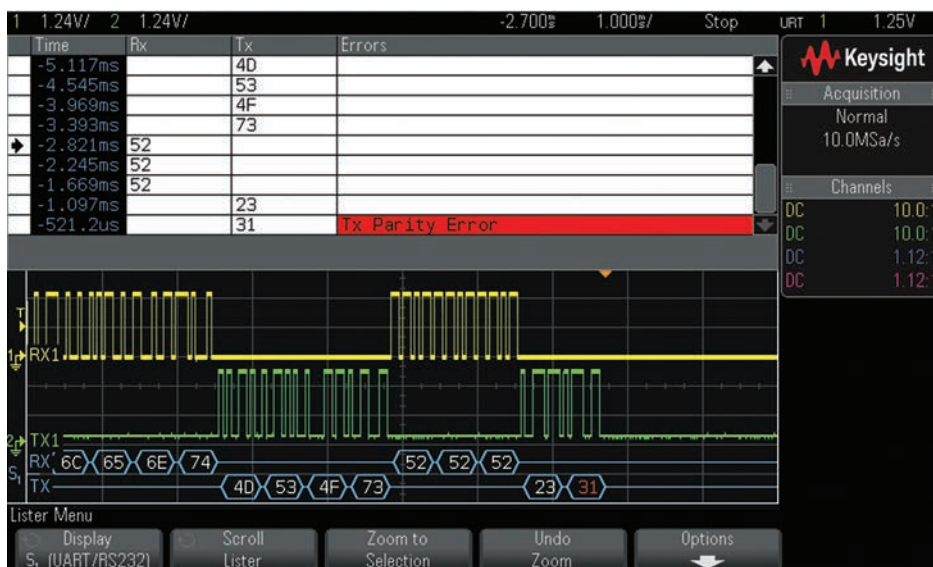 1 1.24V/ 2 1.24V/ -2.700s 1.000s/ Stop URT 1 1.25V
Time Rx Tx Errors
-5.117ms 4D
-4.545ms 53
-3.969ms 4F
-3.393ms 73
-2.821ms 52
-2.245ms 52
-1.669ms 52
-1.097ms 23
-521.2us 31 Tx Parity Error
Keysight
Acquisition
Normal
10.0MSa/s
Channels
DC 10.0:
DC 10.0:
DC 1.12:
DC 1.12:
T
1 RX1
2 TX1
S1
RX 6C 65 6E 74 52 52 52
TX 4D 53 4F 73 23 31
Lister Menu
Display Scroll Zoom to Undo Options
S1 (UART/RS232) Lister Selection Zoom